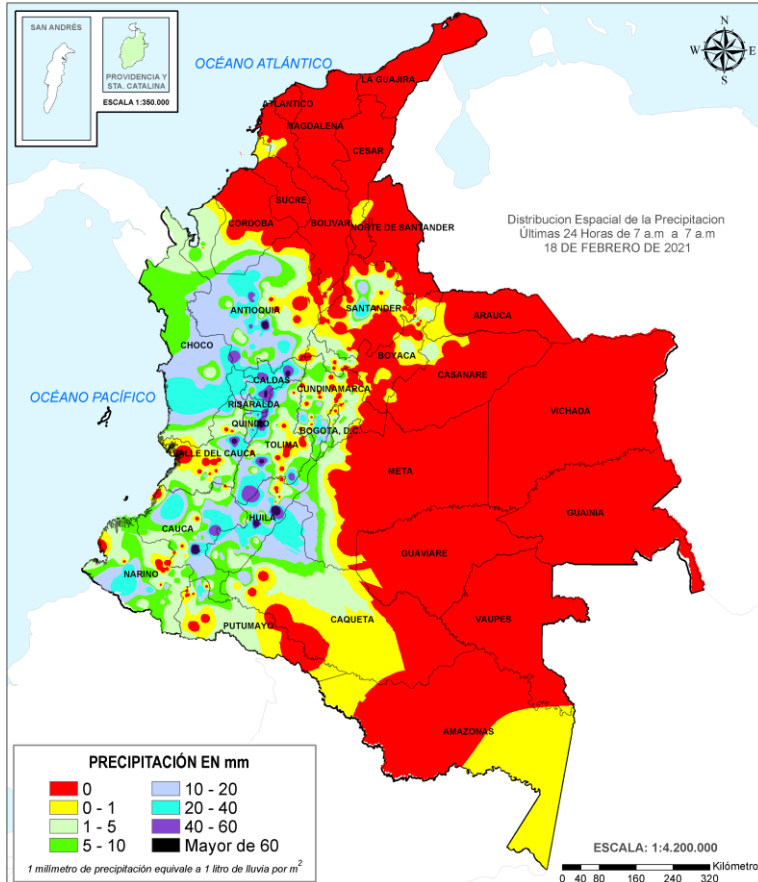 SAN ANDRÉS
PROVIDENCIA Y
STA. CATALINA
ESCALA 1:350.000
OCÉANO ATLÁNTICO
N
W E
S
LA GUAJIRA
ATLANTICO
MAGDALENA
CESAR
SUCRE
CORDOBA
BOLIVAR
NORTE DE SANTANDER
Distribucion Espacial de la Precipitacion
Últimas 24 Horas de 7 a.m a 7 a.m
18 DE FEBRERO DE 2021
ANTIOQUIA
SANTANDER
ARAUCA
CHOCO
BOYACA
CASANARE
CALDAS
CUNDINAMARCA
OCÉANO PACÍFICO
RISARALDA
VICHADA
QUINDIO
BOGOTA, D.C.
TOLIMA
VALLE DEL CAUCA
META
GUAINIA
HUILA
CAUCA
GUAVIARE
NARINO
CAQUETA
VAUPES
PUTUMAYO
AMAZONAS
PRECIPITACIÓN EN mm
0
10 - 20
0 - 1
20 - 40
1 - 5
40 - 60
5 - 10
Mayor de 60
1 milímetro de precipitación equivale a 1 litro de lluvia por m²
ESCALA: 1:4.200.000
Kilómetro
0 40 80 160 240 320